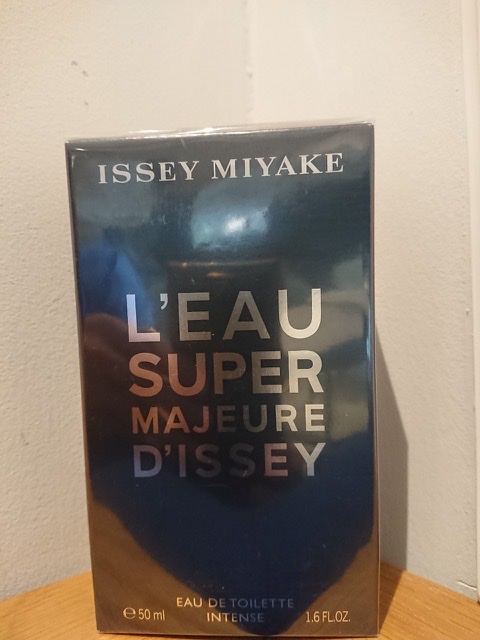 ISSEY MIYAKE
L'EAU
SUPER
MAJEURE
D'ISSEY
EAU DE TOILETTE
℮50 ml INTENSE 1.6 FL.OZ.